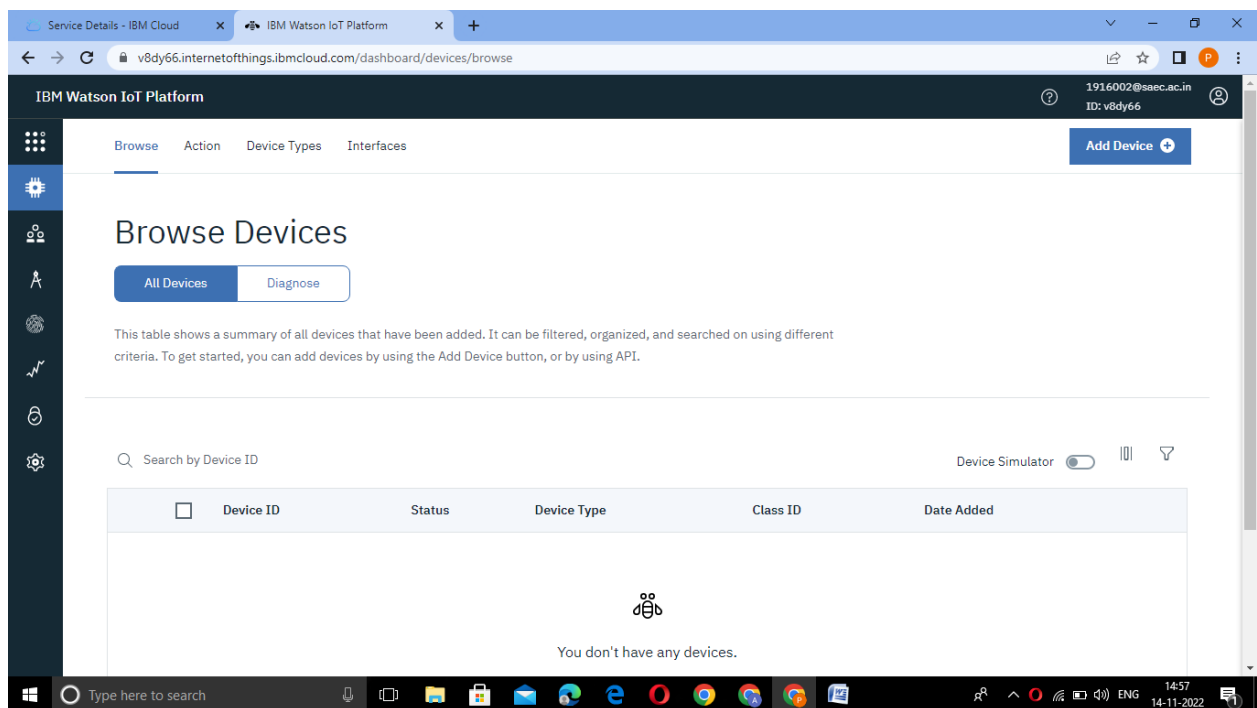 Service Details - IBM Cloud
IBM Watson IoT Platform
v8dy66.internetofthings.ibmcloud.com/dashboard/devices/browse
P
IBM Watson IoT Platform
1916002@saec.ac.in
ID: v8dy66
Browse Action Device Types Interfaces
Add Device
Browse Devices
All Devices Diagnose
This table shows a summary of all devices that have been added. It can be filtered, organized, and searched on using different
criteria. To get started, you can add devices by using the Add Device button, or by using API.
Search by Device ID
Device Simulator
Device ID Status Device Type Class ID Date Added
You don't have any devices.
Type here to search
ENG
14:57
14-11-2022